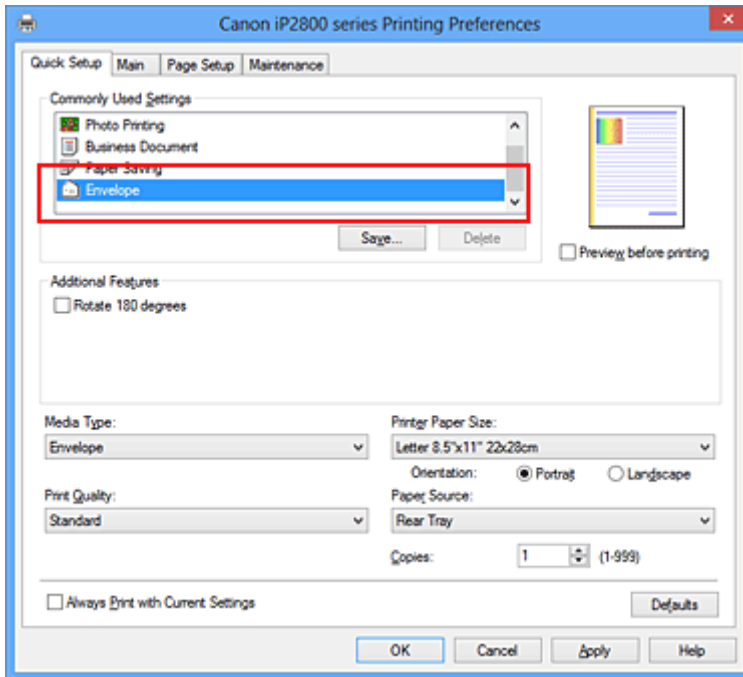 Canon iP2800 series Printing Preferences
Quick Setup Main Page Setup Maintenance
Commonly Used Settings
Photo Printing
Business Document
Paper Saving
Envelope
Save... Delete
Preview before printing
Additional Features
Rotate 180 degrees
Media Type: Printer Paper Size:
Envelope Letter 8.5"x11" 22x28cm
Orientation: Portrait Landscape
Print Quality: Paper Source:
Standard Rear Tray
Copies: 1 (1-999)
Always Print with Current Settings Defaults
OK Cancel Apply Help